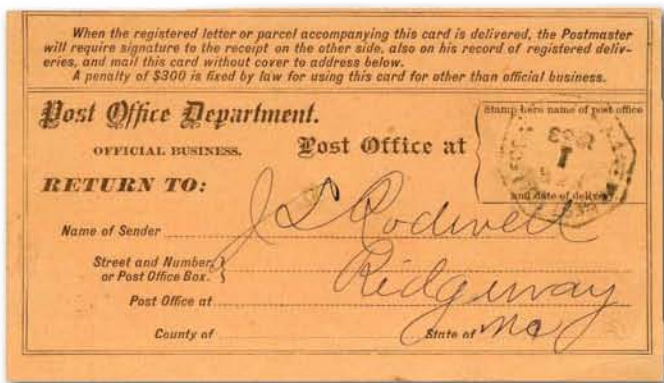 When the registered letter or parcel accompanying this card is delivered, the Postmaster
will require signature to the receipt on the other side, also on his record of registered deliv-
eries, and mail this card without cover to address below.
A penalty of $300 is fixed by law for using this card for other than official business.
Post Office Department.
OFFICIAL BUSINESS.
Post Office at
Stamp here name of post office
and date of delivery.
RETURN TO:
Name of Sender J S Rodwell
Street and Number,
or Post Office Box.
Post Office at Ridgeway
County of State of NC